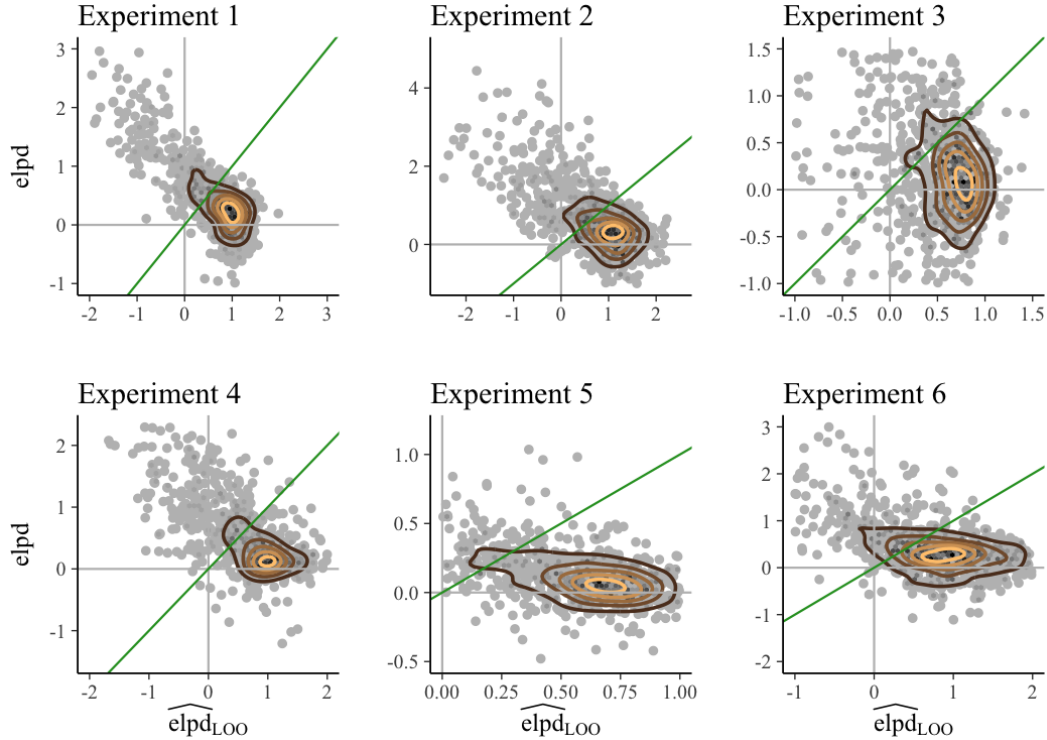 Experiment 1
Experiment 2
Experiment 3
elpd
3
2
1
0
-1
-2 -1 0 1 2 3
4
2
0
-2 0 2
1.5
1.0
0.5
0.0
-0.5
-1.0
-1.0 -0.5 0.0 0.5 1.0 1.5
Experiment 4
Experiment 5
Experiment 6
elpd
2
1
0
-1
-2 -1 0 1 2
elpd LOO
1.0
0.5
0.0
-0.5
0.00 0.25 0.50 0.75 1.00
elpd LOO
3
2
1
0
-1
-2
-1 0 1 2
elpd LOO